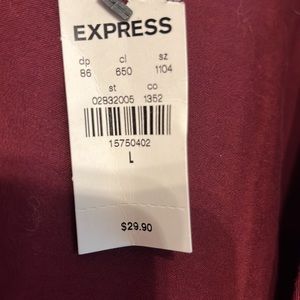 EXPRESS
dp cl sz
86 650 1104
st co
02832005 1352
15750402
L
$29.90